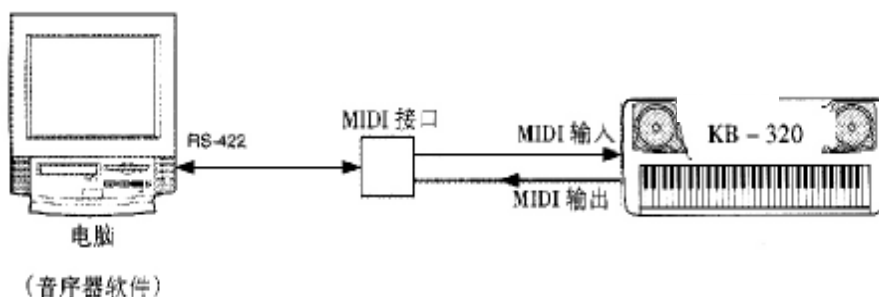 RS-422
MIDI 接口
MIDI 输入
KB-320
MIDI 输出
电脑
(音序器软件)